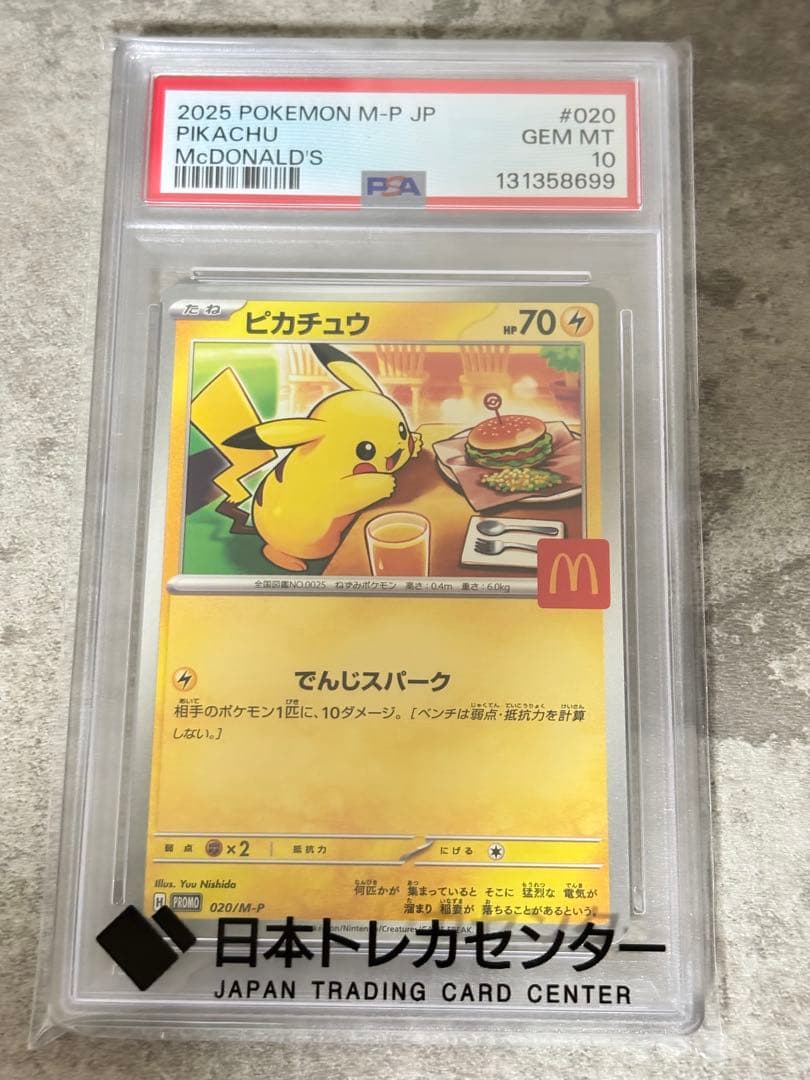 2025 POKEMON M-P JP #020
PIKACHU GEM MT
McDONALD'S 10
PSA 131358699
たね ピカチュウ HP 70
全国図鑑NO.0025 ねずみポケモン 高さ:0.4m 重さ:6.0kg
でんじスパーク
相手のポケモン1匹に、10ダメージ。[ベンチは弱点・抵抗力を計算
しない。]
弱点 ×2 抵抗力 にげる
Illus. Yuu Nishida
何匹かが 集まっていると そこに 猛烈な 電気が
溜まり 稲妻が 落ちることがあるという。
H PROMO 020/M-P
日本トレカセンター
JAPAN TRADING CARD CENTER